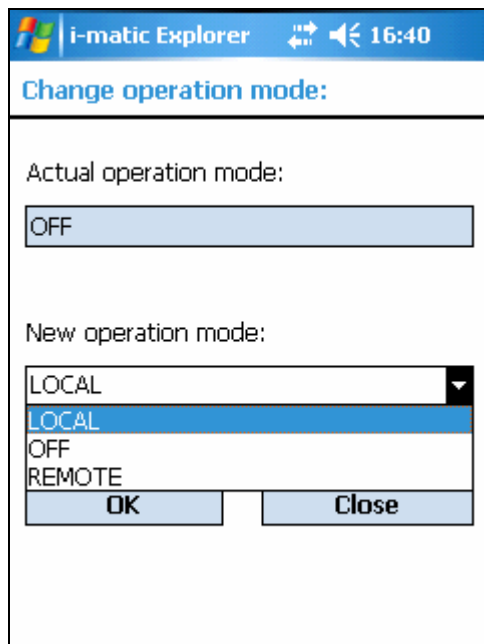 i-matic Explorer 16:40
Change operation mode:
Actual operation mode:
OFF
New operation mode:
LOCAL
LOCAL
OFF
REMOTE
OK Close